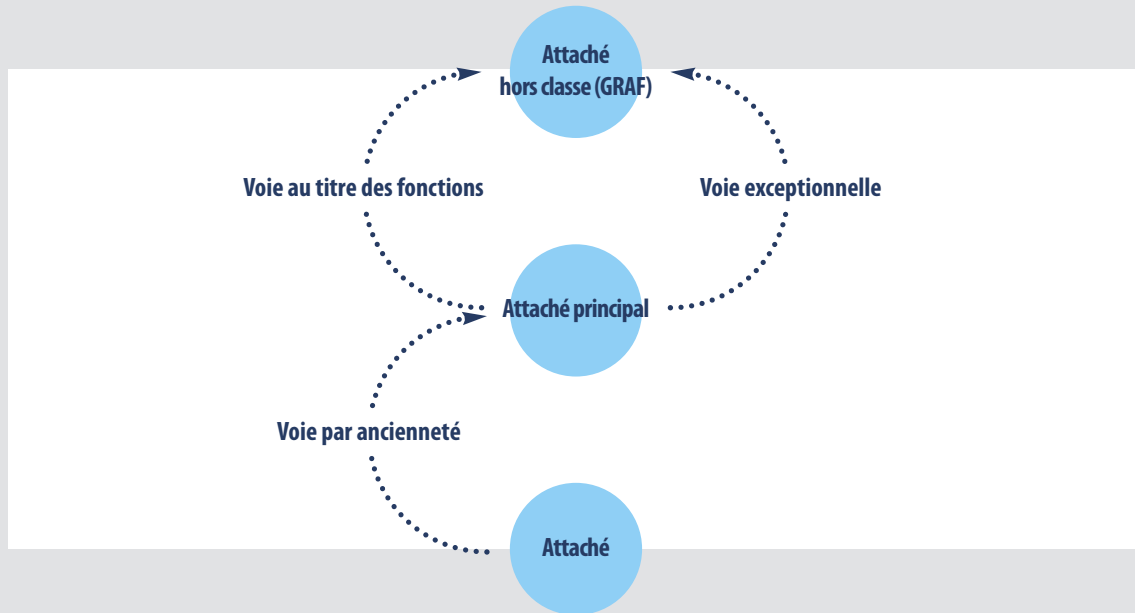 Attaché
hors classe (GRAF)
Voie au titre des fonctions
Voie exceptionnelle
Attaché principal
Voie par ancienneté
Attaché